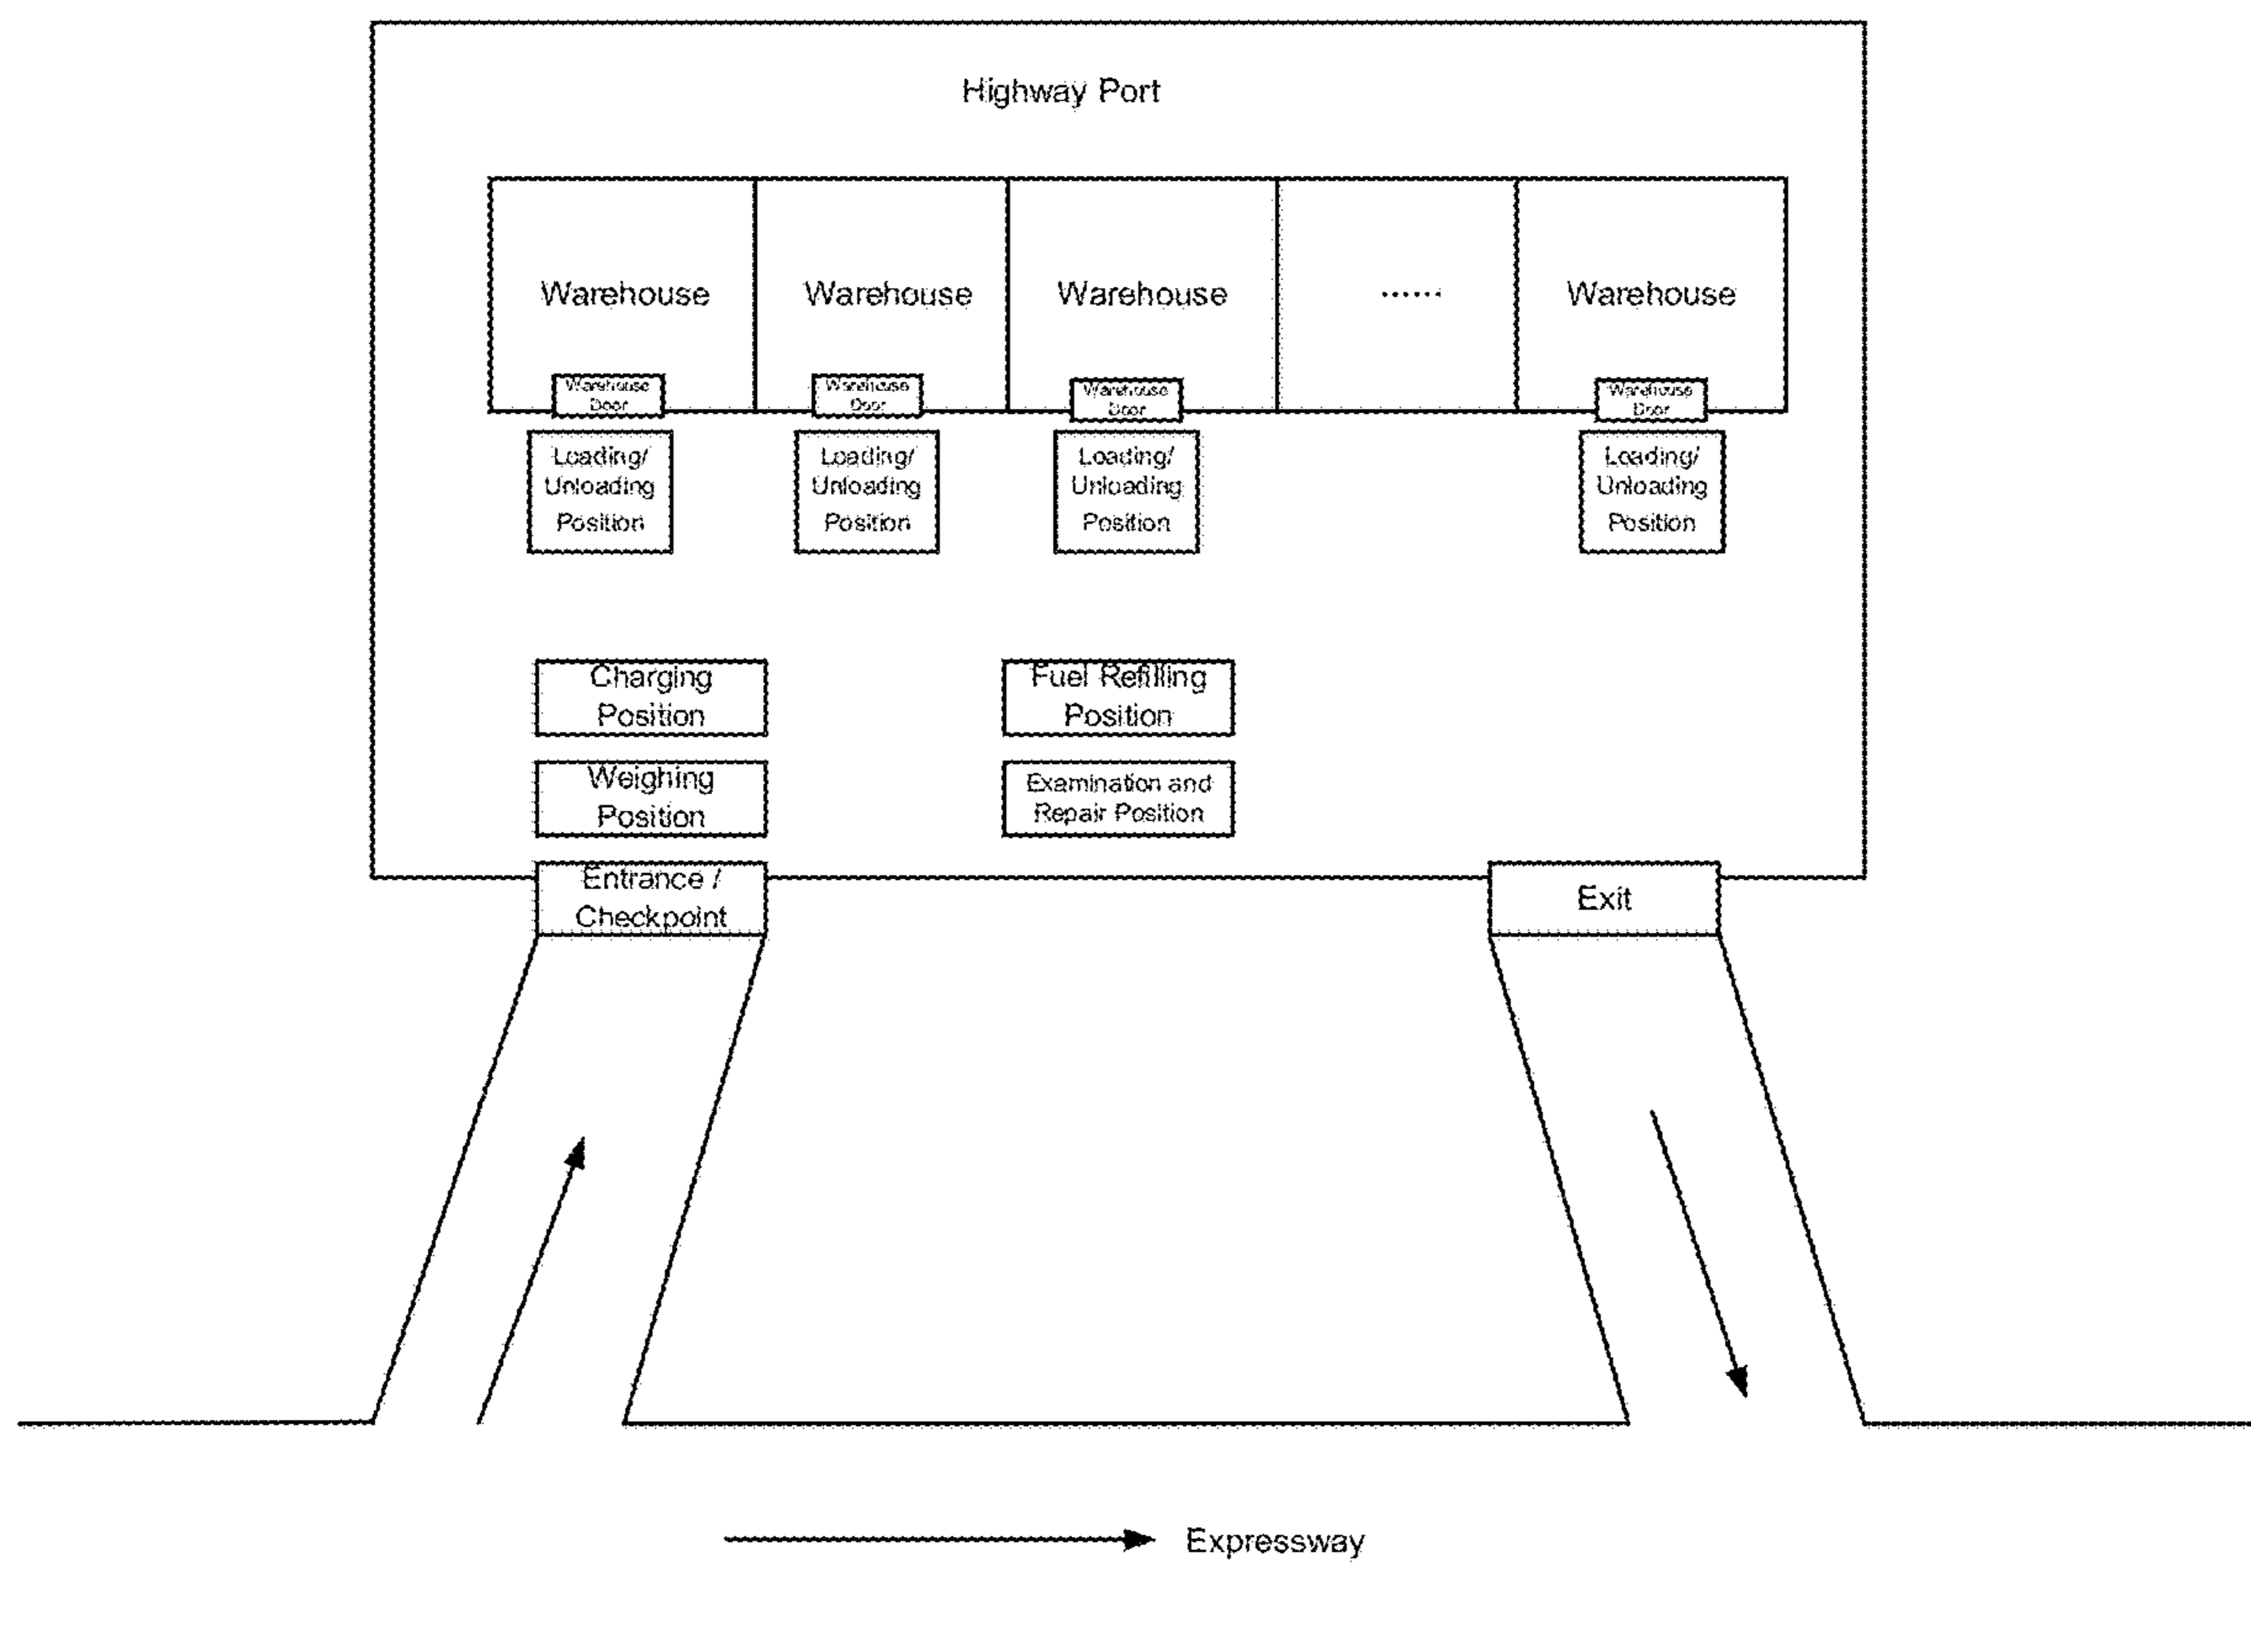 Highway Port
Warehouse
Warehouse
Warehouse
......
Warehouse
Warehouse
Door
Warehouse
Door
Warehouse
Door
Warehouse
Door
Loading/
Unloading
Position
Loading/
Unloading
Position
Loading/
Unloading
Position
Loading/
Unloading
Position
Charging
Position
Fuel Refilling
Position
Weighing
Position
Examination and
Repair Position
Entrance /
Checkpoint
Exit
Expressway